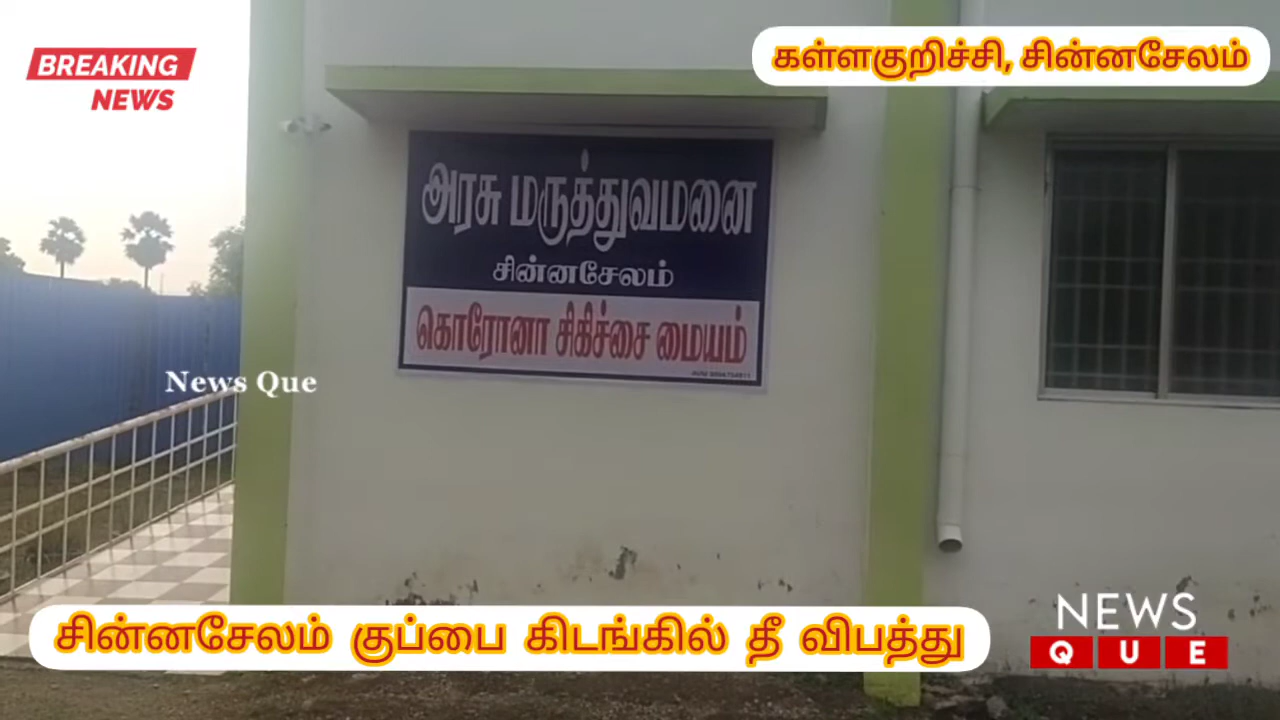 BREAKING
NEWS
கள்ளகுறிச்சி, சின்னசேலம்
அரசு மருத்துவமனை
சின்னசேலம்
கொரோனா சிகிச்சை மையம்
News Que
சின்னசேலம் குப்பை கிடங்கில் தீ விபத்து
NEWS
QUE